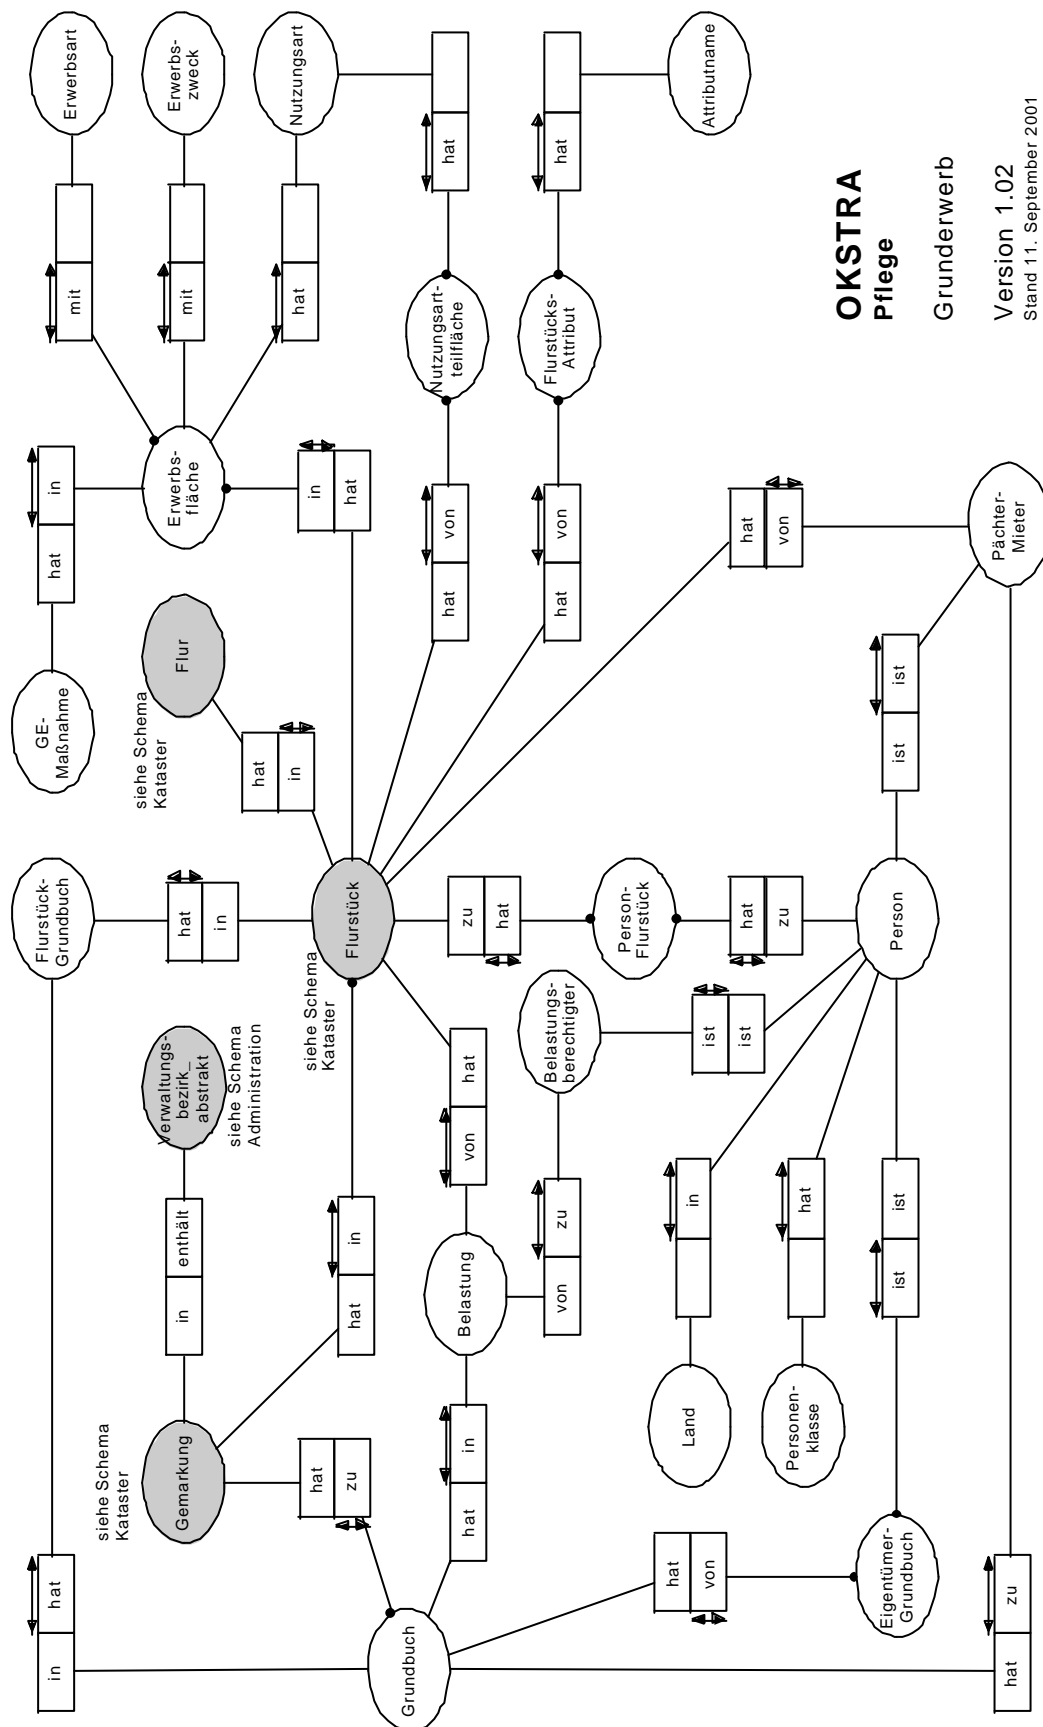 in
hat
Flurstück-
Grundbuch
GE-
Maßnahme
hat
in
mit
Erwerbsart
siehe Schema
Kataster
Gemarkung
in
enthält
Verwaltungs-
bezirk_
abstrakt
siehe Schema
Administration
hat
in
siehe Schema
Kataster
Flur
Erwerbs-
fläche
mit
Erwerbs-
zweck
hat
in
hat
Nutzungsart
hat
zu
hat
in
siehe Schema
Kataster
Flurstück
in
hat
Grundbuch
hat
in
Belastung
von
hat
hat
von
Nutzungsart-
teilfläche
hat
von
zu
Belastungs-
berechtigter
zu
hat
hat
von
Flurstücks-
Attribut
hat
Person-
Flurstück
Land
in
ist
ist
hat
zu
hat
von
Attributname
hat
von
Personen-
klasse
hat
Eigentümer-
Grundbuch
ist
ist
Person
ist
ist
Pächter-
Mieter
hat
zu
OKSTRA
Pflege
Grunderwerb
Version 1.02
Stand 11. September 2001